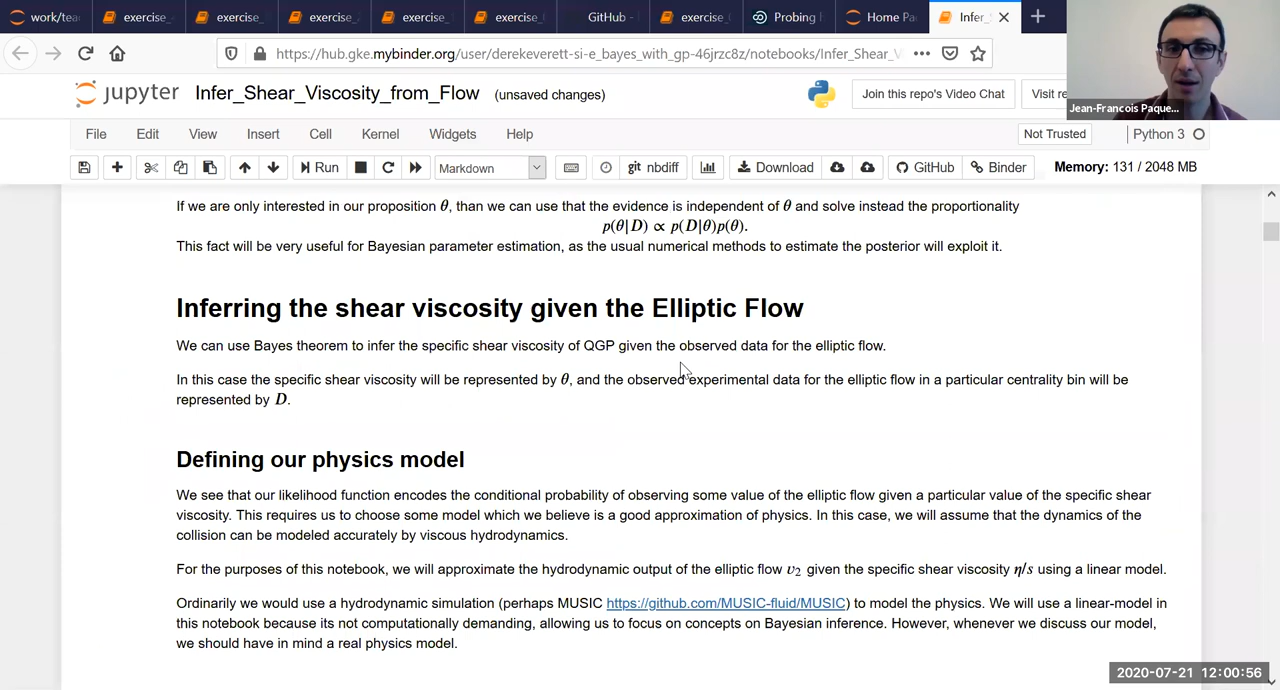 work/tea
exercise_
exercise_
exercise_
exercise_
exercise_
GitHub -
exercise_
Probing
Home Pa
Infer_
https://hub.gke.mybinder.org/user/derekeverett-si-e_bayes_with_gp-46jrzc8z/notebooks/Infer_Shear_V
Jean-Francois Paque...
jupyter
Infer_Shear_Viscosity_from_Flow
(unsaved changes)
Join this repo's Video Chat
Visit re
File
Edit
View
Insert
Cell
Kernel
Widgets
Help
Not Trusted
Python 3
Run
Markdown
git nbdiff
Download
GitHub
Binder
Memory: 131 / 2048 MB
If we are only interested in our proposition θ, than we can use that the evidence is independent of θ and solve instead the proportionality
p(θ|D) ∝ p(D|θ)p(θ).
This fact will be very useful for Bayesian parameter estimation, as the usual numerical methods to estimate the posterior will exploit it.
Inferring the shear viscosity given the Elliptic Flow
We can use Bayes theorem to infer the specific shear viscosity of QGP given the observed data for the elliptic flow.
In this case the specific shear viscosity will be represented by θ, and the observed experimental data for the elliptic flow in a particular centrality bin will be
represented by D.
Defining our physics model
We see that our likelihood function encodes the conditional probability of observing some value of the elliptic flow given a particular value of the specific shear
viscosity. This requires us to choose some model which we believe is a good approximation of physics. In this case, we will assume that the dynamics of the
collision can be modeled accurately by viscous hydrodynamics.
For the purposes of this notebook, we will approximate the hydrodynamic output of the elliptic flow v₂ given the specific shear viscosity η/s using a linear model.
Ordinarily we would use a hydrodynamic simulation (perhaps MUSIC https://github.com/MUSIC-fluid/MUSIC) to model the physics. We will use a linear-model in
this notebook because its not computationally demanding, allowing us to focus on concepts on Bayesian inference. However, whenever we discuss our model,
we should have in mind a real physics model.
2020-07-21 12:00:56